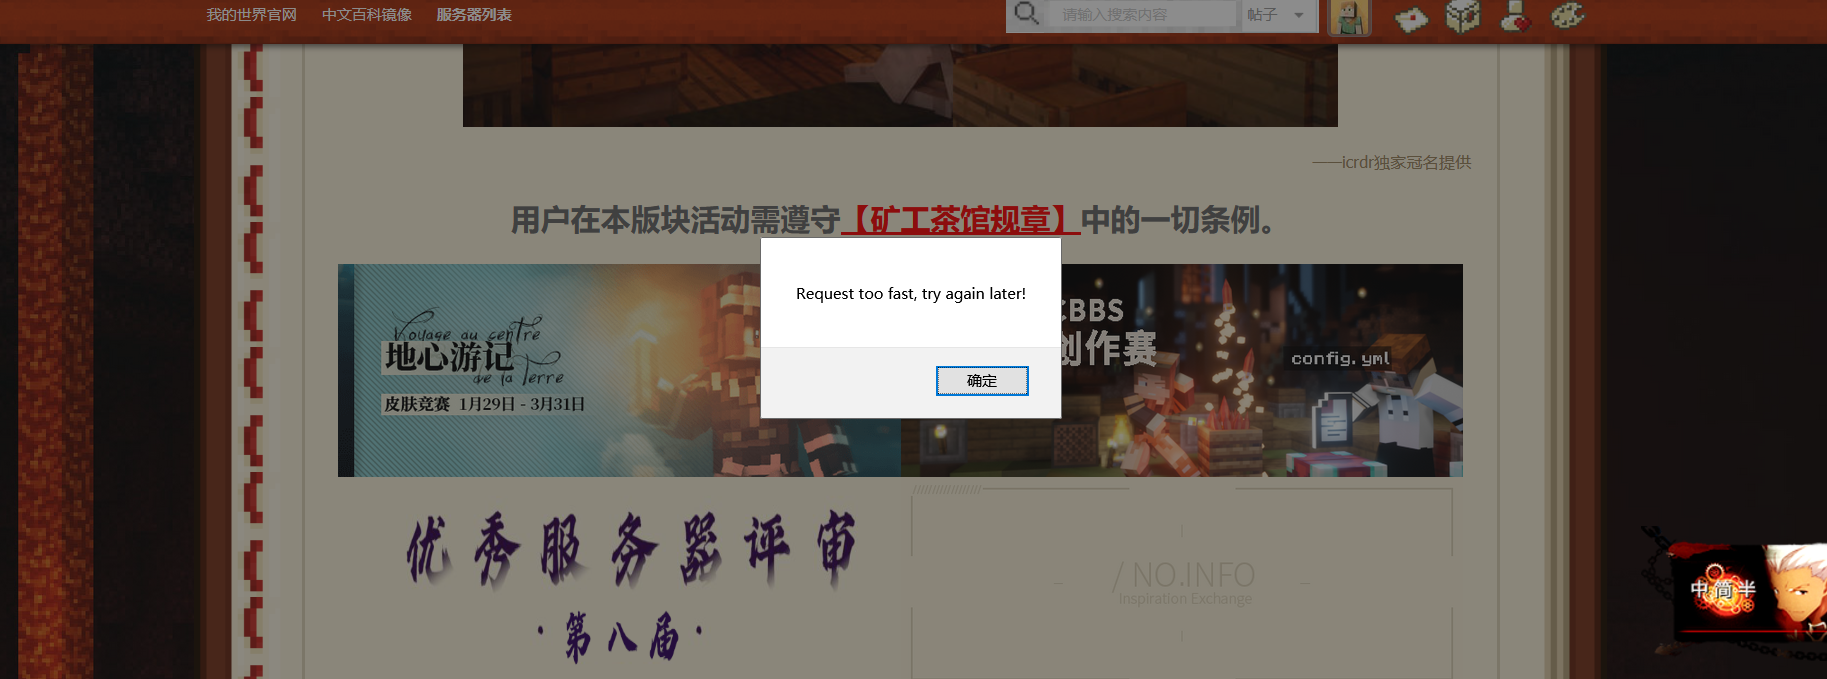 我的世界官网 中文百科镜像 服务器列表
请输入搜索内容 帖子
——icrdr独家冠名提供
用户在本版块活动需遵守【矿工茶馆规章】中的一切条例。
Request too fast, try again later!
确定
Voyage au centre
地心游记
de la Terre
皮肤竞赛 1月29日 - 3月31日
CBBS
创作赛
config.yml
优秀服务器评审
·第八届·
//////////////////
/ NO.INFO
Inspiration Exchange
中简半